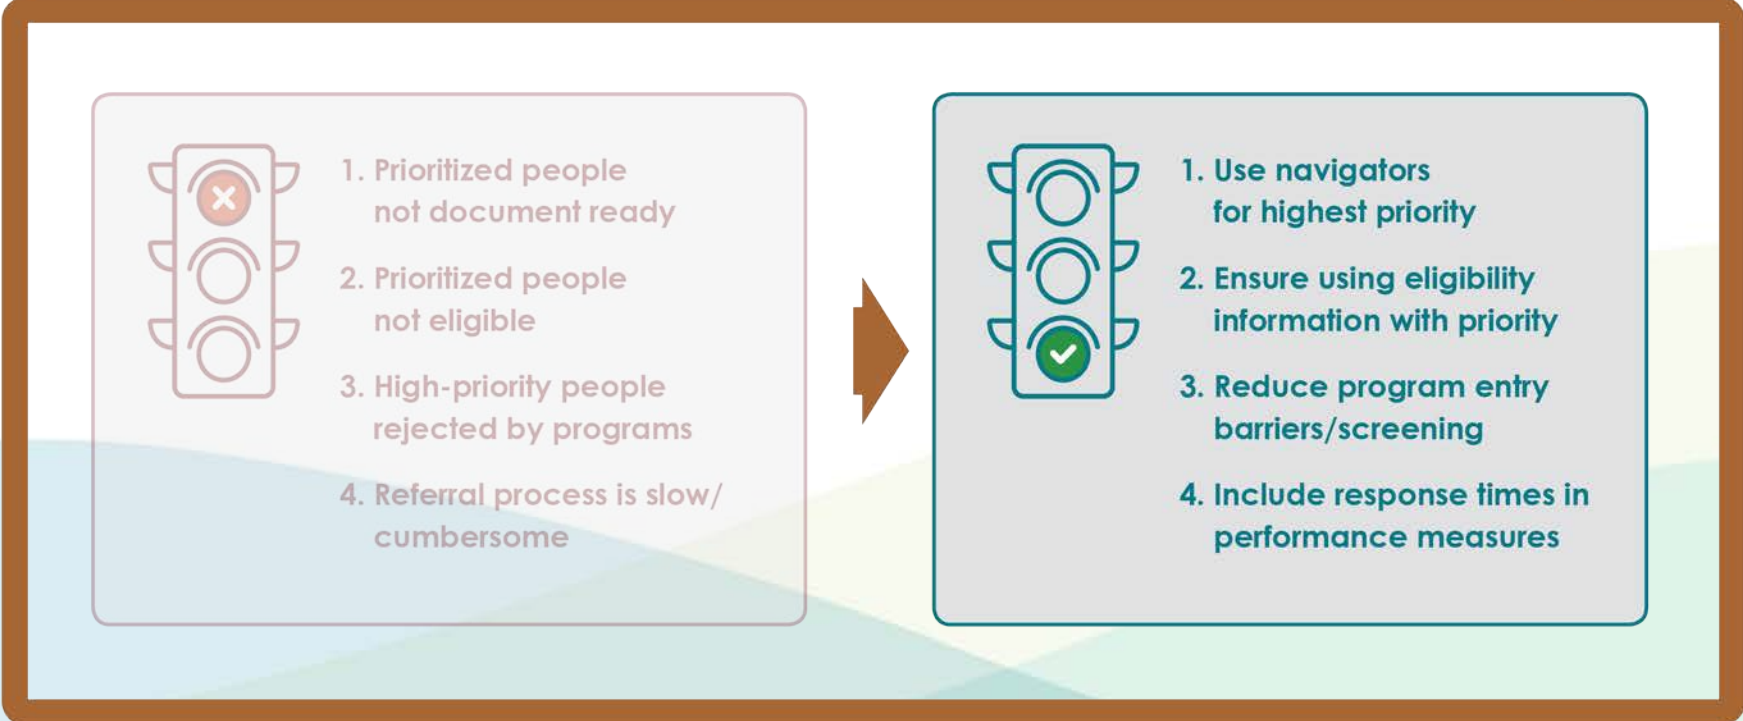 1. Prioritized people
not document ready
2. Prioritized people
not eligible
3. High-priority people
rejected by programs
4. Referral process is slow/
cumbersome
1. Use navigators
for highest priority
2. Ensure using eligibility
information with priority
3. Reduce program entry
barriers/screening
4. Include response times in
performance measures